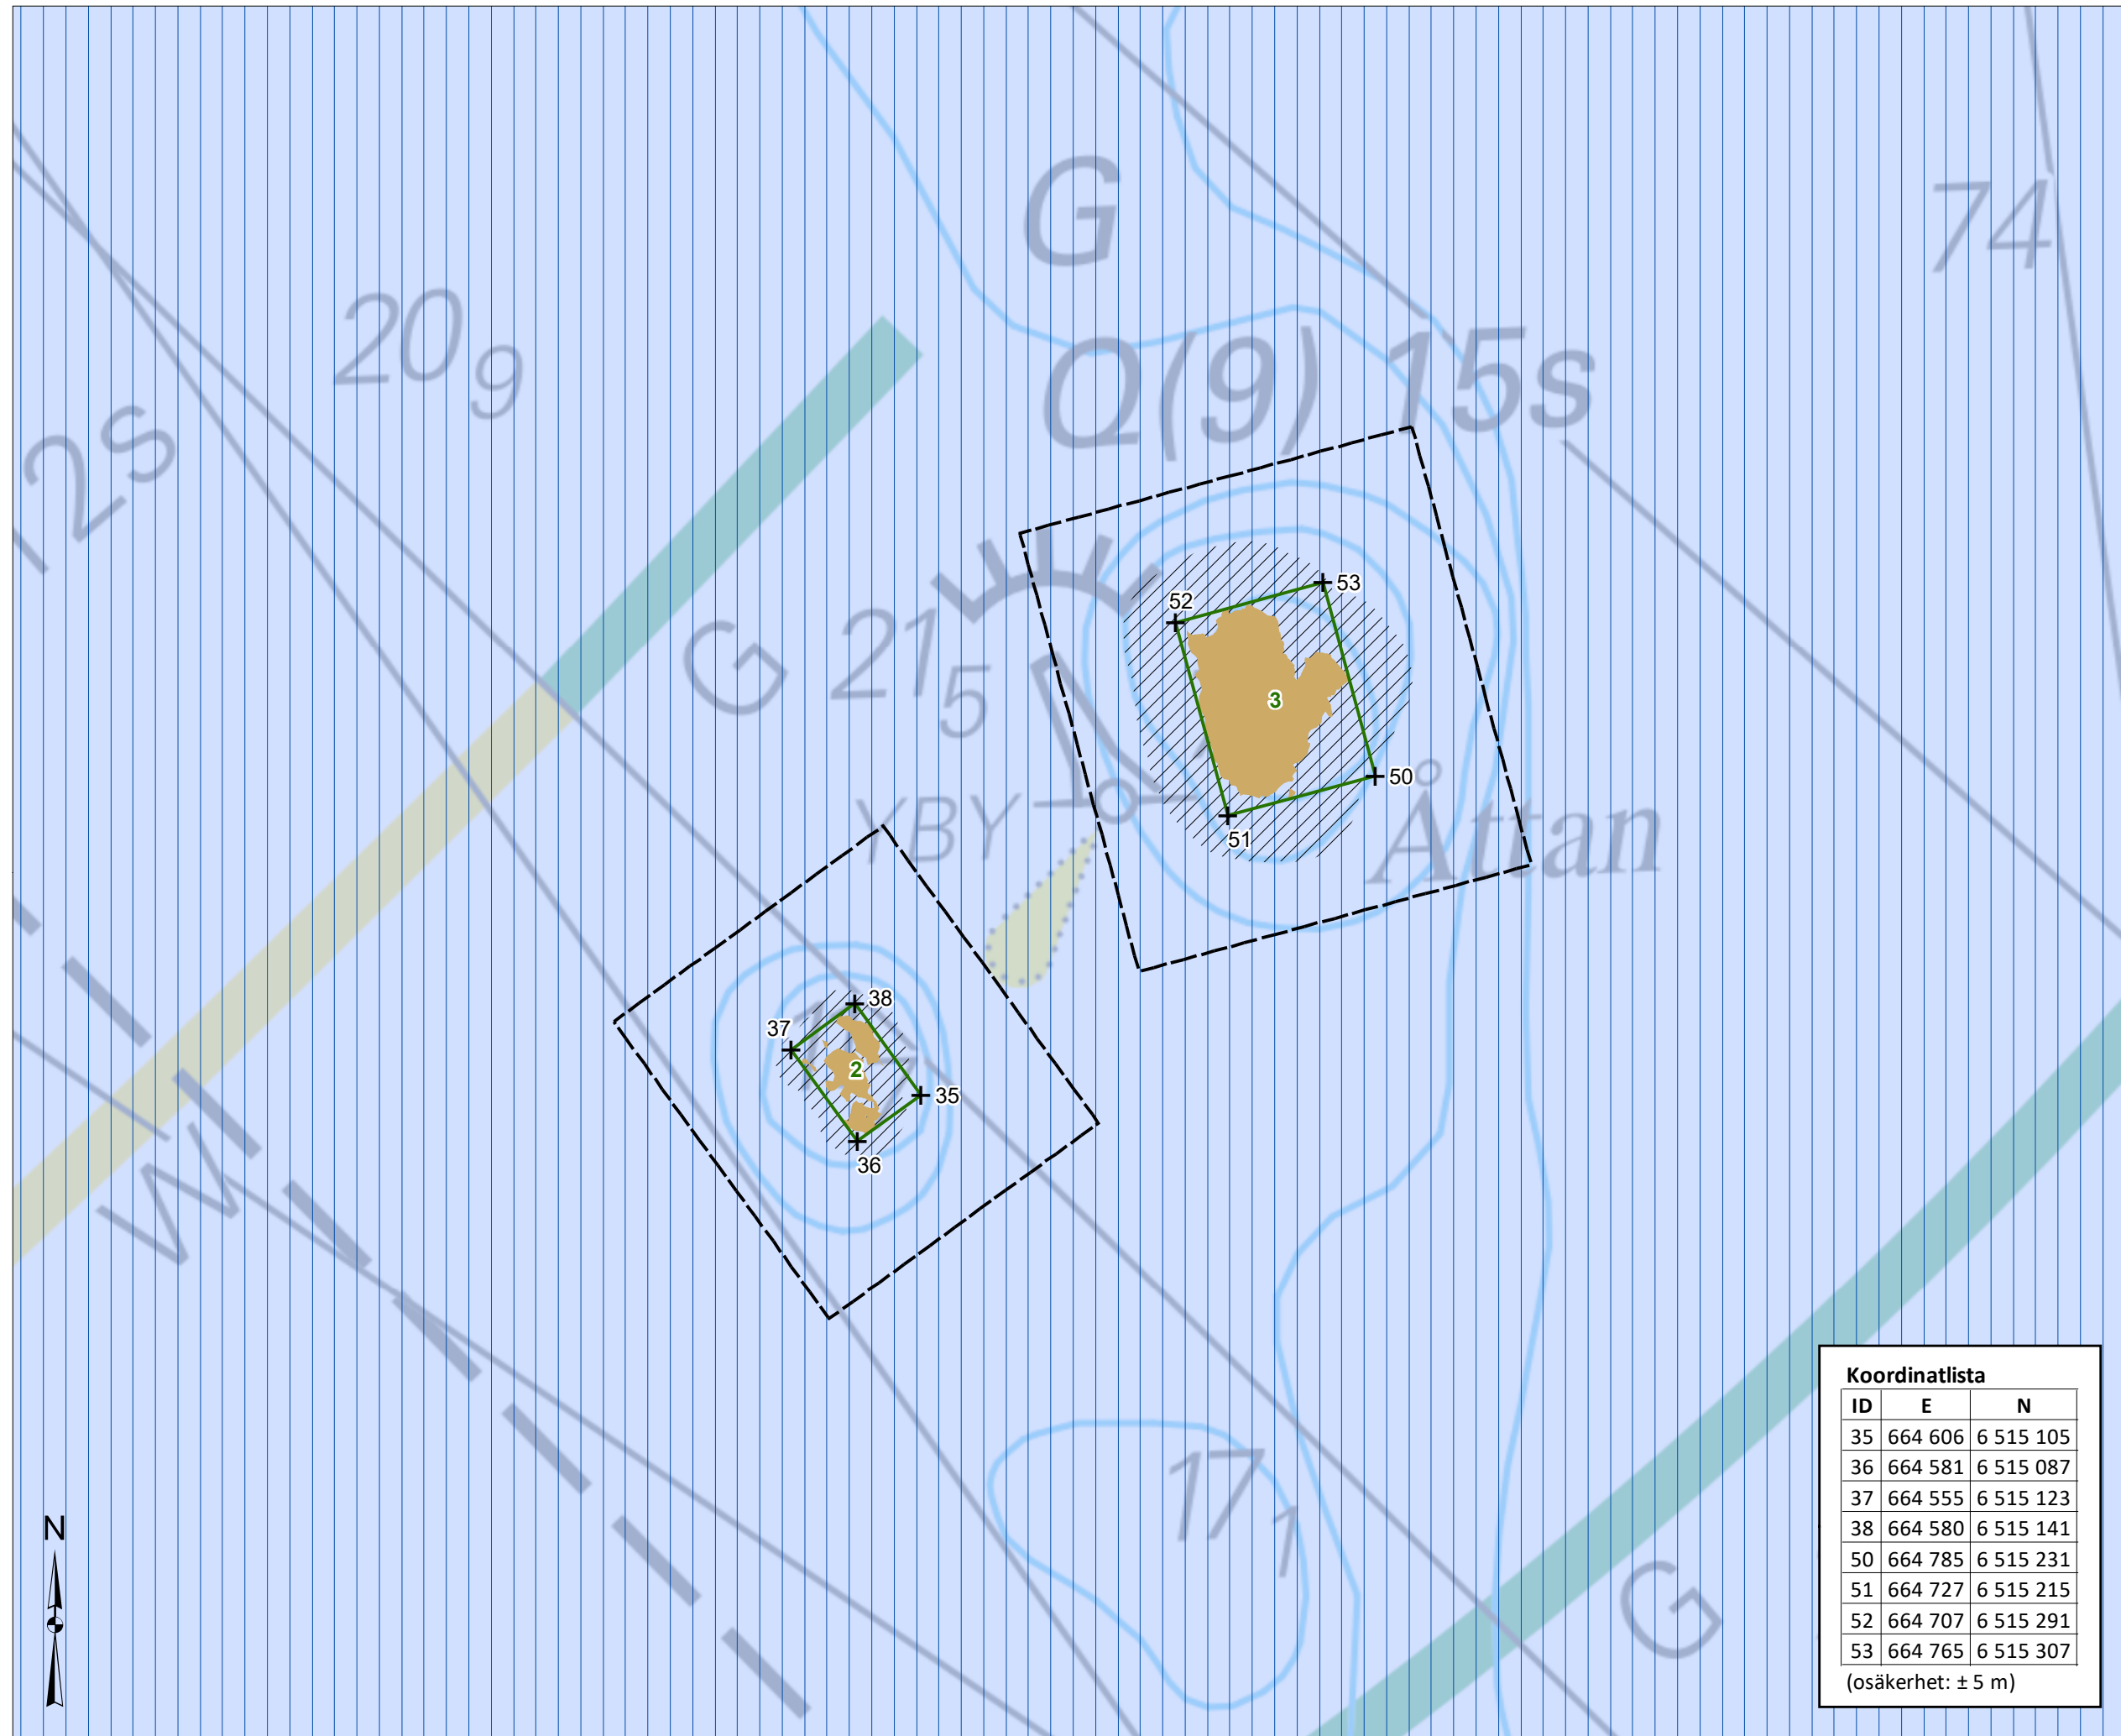 G
74
Q(9) 15s
20 9
12s
53
52
G
21 5
3
50
YBY
51
Åttan
38
37
2
35
36
W
17 1
G
N
Koordinatlista
ID E N
35 664 606 6 515 105
36 664 581 6 515 087
37 664 555 6 515 123
38 664 580 6 515 141
50 664 785 6 515 231
51 664 727 6 515 215
52 664 707 6 515 291
53 664 765 6 515 307
(osäkerhet: ± 5 m)